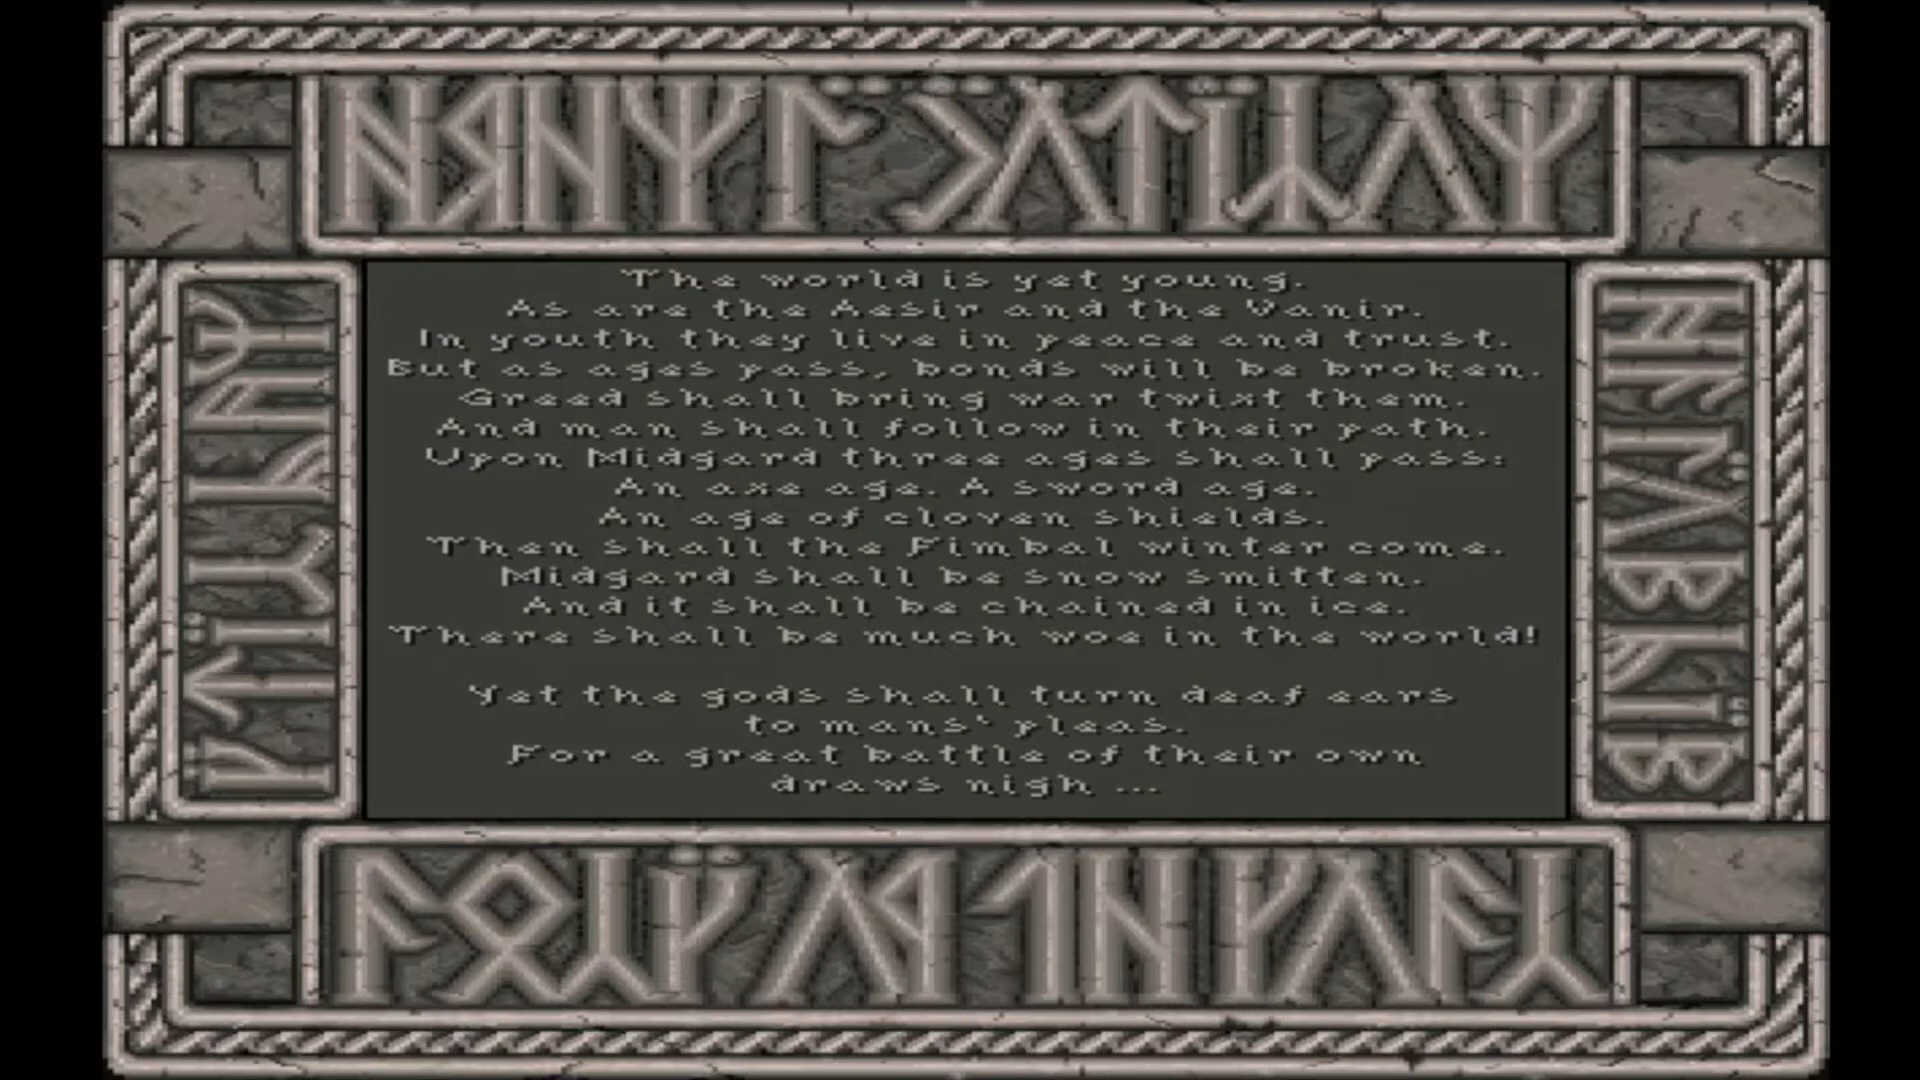 The world is yet young.
As are the Aesir and the Vanir.
In youth they live in peace and trust.
But as ages pass, bonds will be broken.
Greed shall bring war twixt them.
And man shall follow in their path.
Upon Midgard three ages shall pass:
An axe age. A sword age.
An age of cloven shields.
Then shall the Fimbal winter come.
Midgard shall be snow smitten.
And it shall be chained in ice.
There shall be much woe in the world!
Yet the gods shall turn deaf ears
to mans' pleas.
For a great battle of their own
draws nigh ...